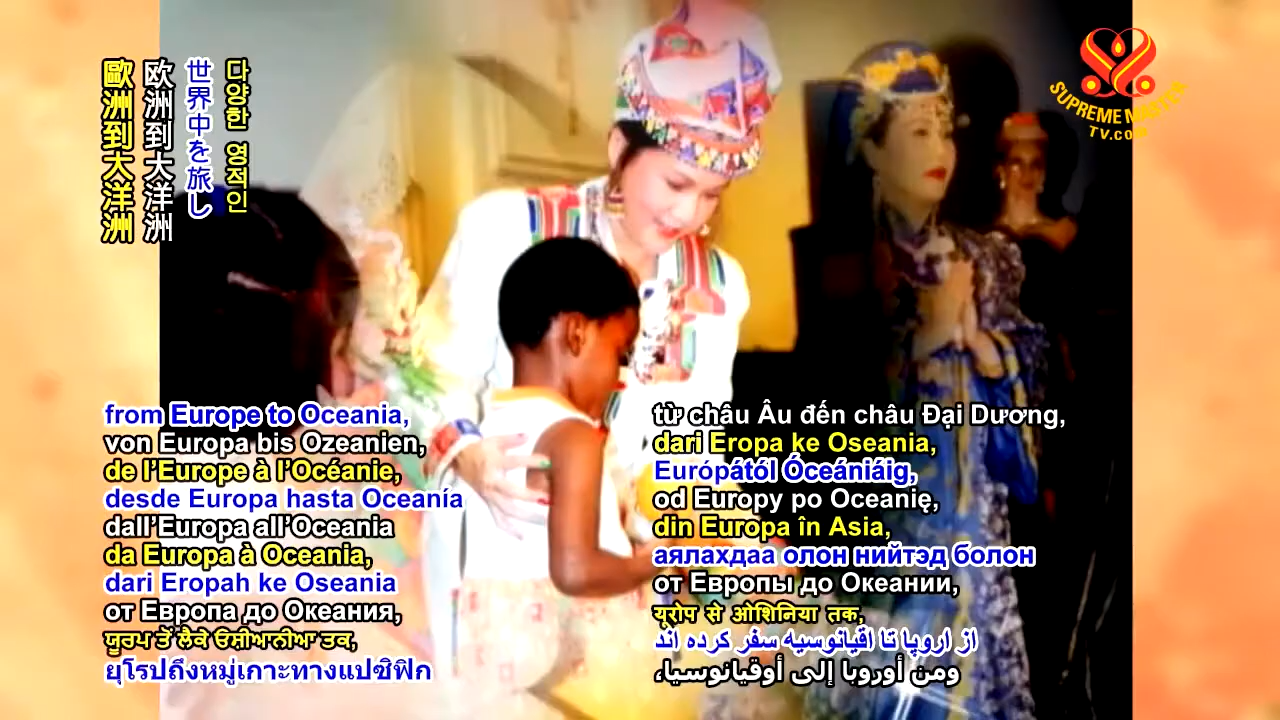 歐洲到大洋洲
欧洲到大洋洲
世界中を旅し
다양한 영적인
SUPREME MASTER
TV.COM
from Europe to Oceania,
von Europa bis Ozeanien,
de l’Europe à l’Océanie,
desde Europa hasta Oceanía
dall’Europa all’Oceania
da Europa à Oceania,
dari Eropah ke Oseania
от Европа до Океания,
ਯੂਰਪ ਤੋਂ ਲੈਕੇ ਓਸ਼ੀਆਨੀਆ ਤਕ,
ยุโรปถึงหมู่เกาะทางแปซิฟิก
từ châu Âu đến châu Đại Dương,
dari Eropa ke Oseania,
Európától Óceániáig,
od Europy po Oceanię,
din Europa în Asia,
аялахдаа олон нийтэд болон
от Европы до Океании,
यूरोप से ओशिनिया तक,
از اروپا تا اقیانوسیه سفر کرده اند
ومن أوروبا إلى أوقيانوسيا،